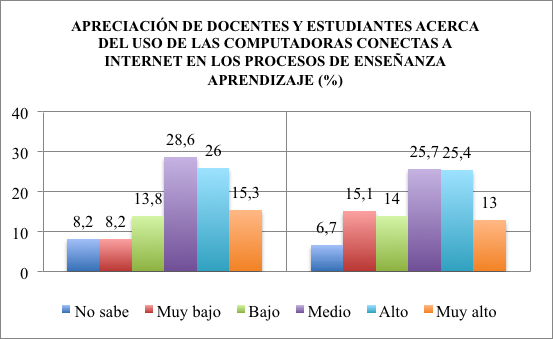 APRECIACIÓN DE DOCENTES Y ESTUDIANTES ACERCA
DEL USO DE LAS COMPUTADORAS CONECTAS A
INTERNET EN LOS PROCESOS DE ENSEÑANZA
APRENDIZAJE (%)
40
30
20
10
0
8,2
8,2
13,8
28,6
26
15,3
6,7
15,1
14
25,7
25,4
13
No sabe
Muy bajo
Bajo
Medio
Alto
Muy alto